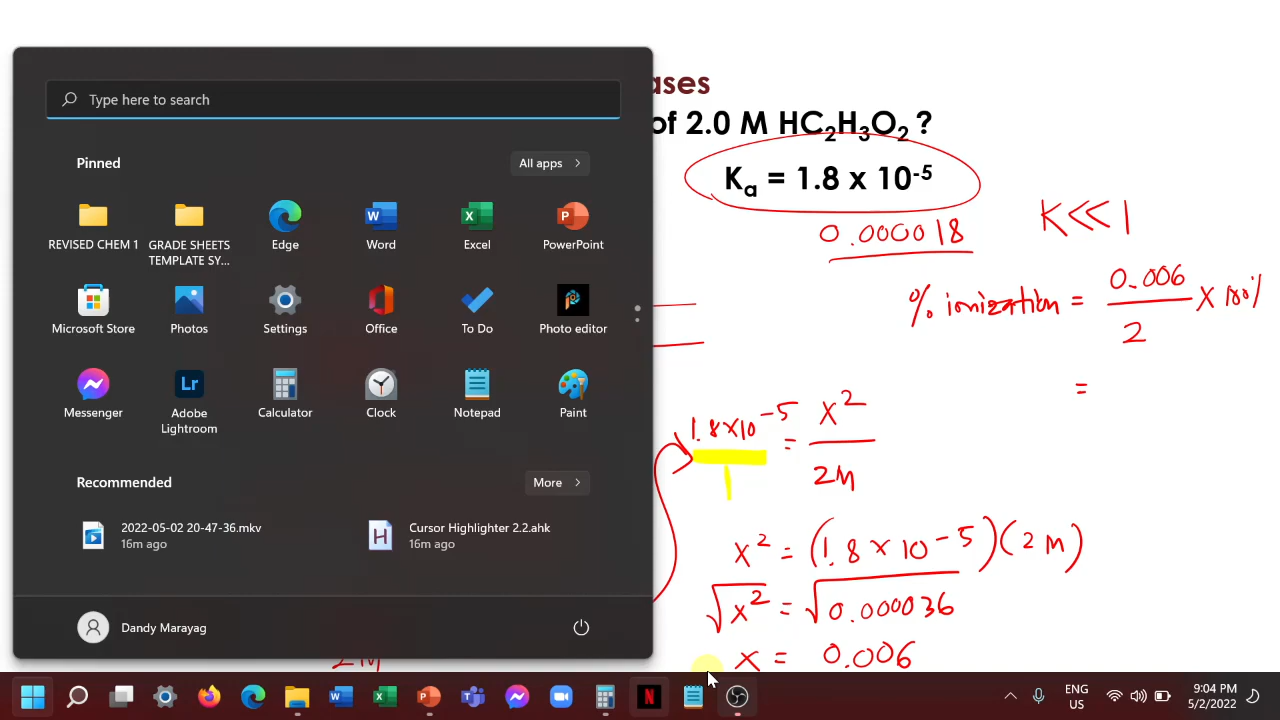 ases
of 2.0 M HC2H3O2 ?
Ka = 1.8 x 10-5
0.000018
K<<1
% ionization = 0.006 / 2 x 100%
=
1.8x10-5 / 1 = x2 / 2M
x2 = (1.8 x 10-5)(2M)
√x2 = √0.000036
x = 0.006
2M
Type here to search
Pinned
All apps >
REVISED CHEM 1
GRADE SHEETS TEMPLATE SY...
Edge
Word
Excel
PowerPoint
Microsoft Store
Photos
Settings
Office
To Do
Photo editor
Messenger
Adobe Lightroom
Calculator
Clock
Notepad
Paint
Recommended
More >
2022-05-02 20-47-36.mkv
16m ago
Cursor Highlighter 2.2.ahk
16m ago
Dandy Marayag
ENG
US
9:04 PM
5/2/2022